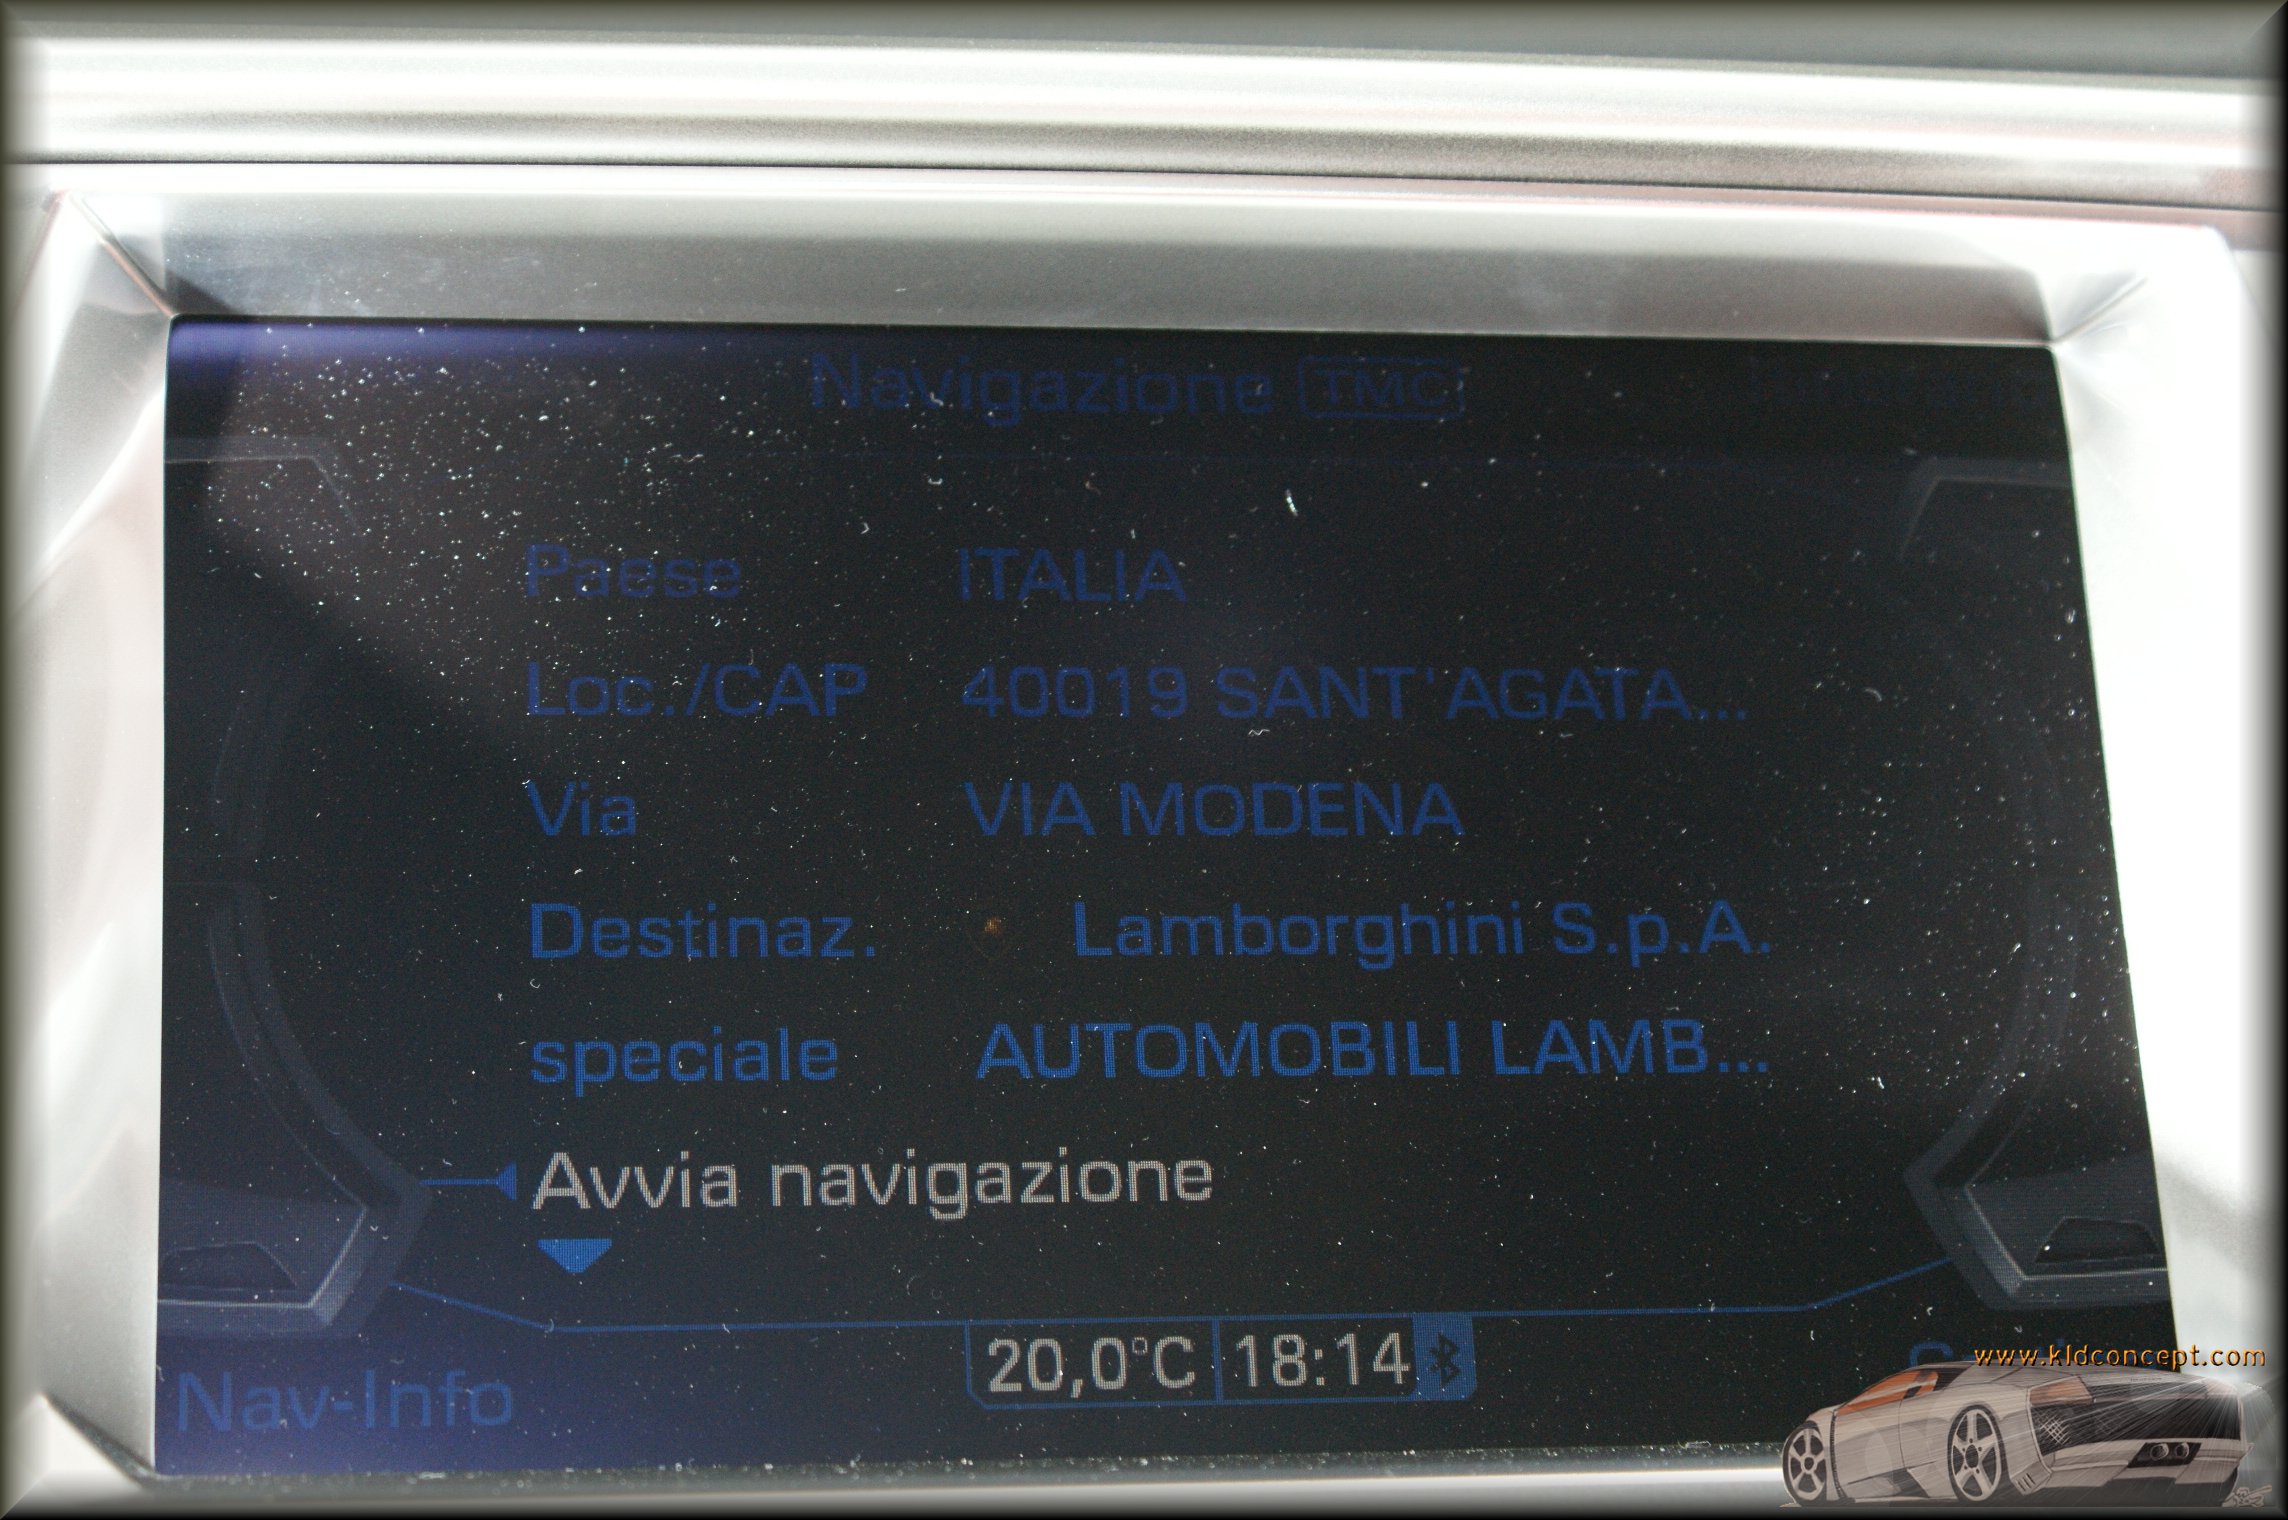 Navigazione TMC
Paese ITALIA
Loc./CAP 40019 SANT'AGATA...
Via VIA MODENA
Destinaz. Lamborghini S.p.A.
speciale AUTOMOBILI LAMB...
Avvia navigazione
20,0°C 18:14
Nav-Info
www.kldconcept.com